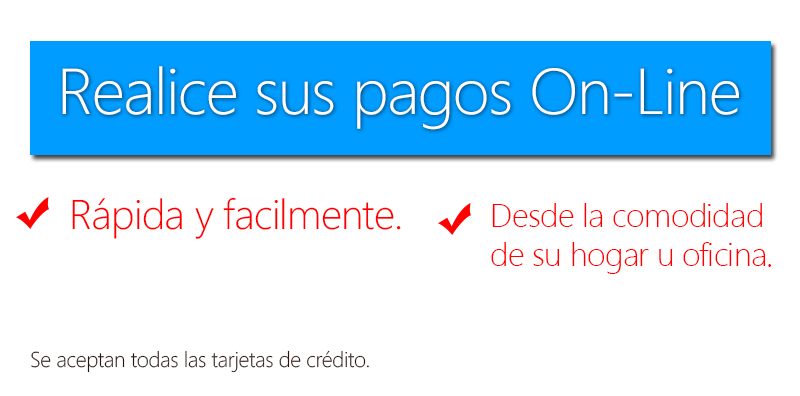 Realice sus pagos On-Line
Rápida y facilmente.
Desde la comodidad
de su hogar u oficina.
Se aceptan todas las tarjetas de crédito.